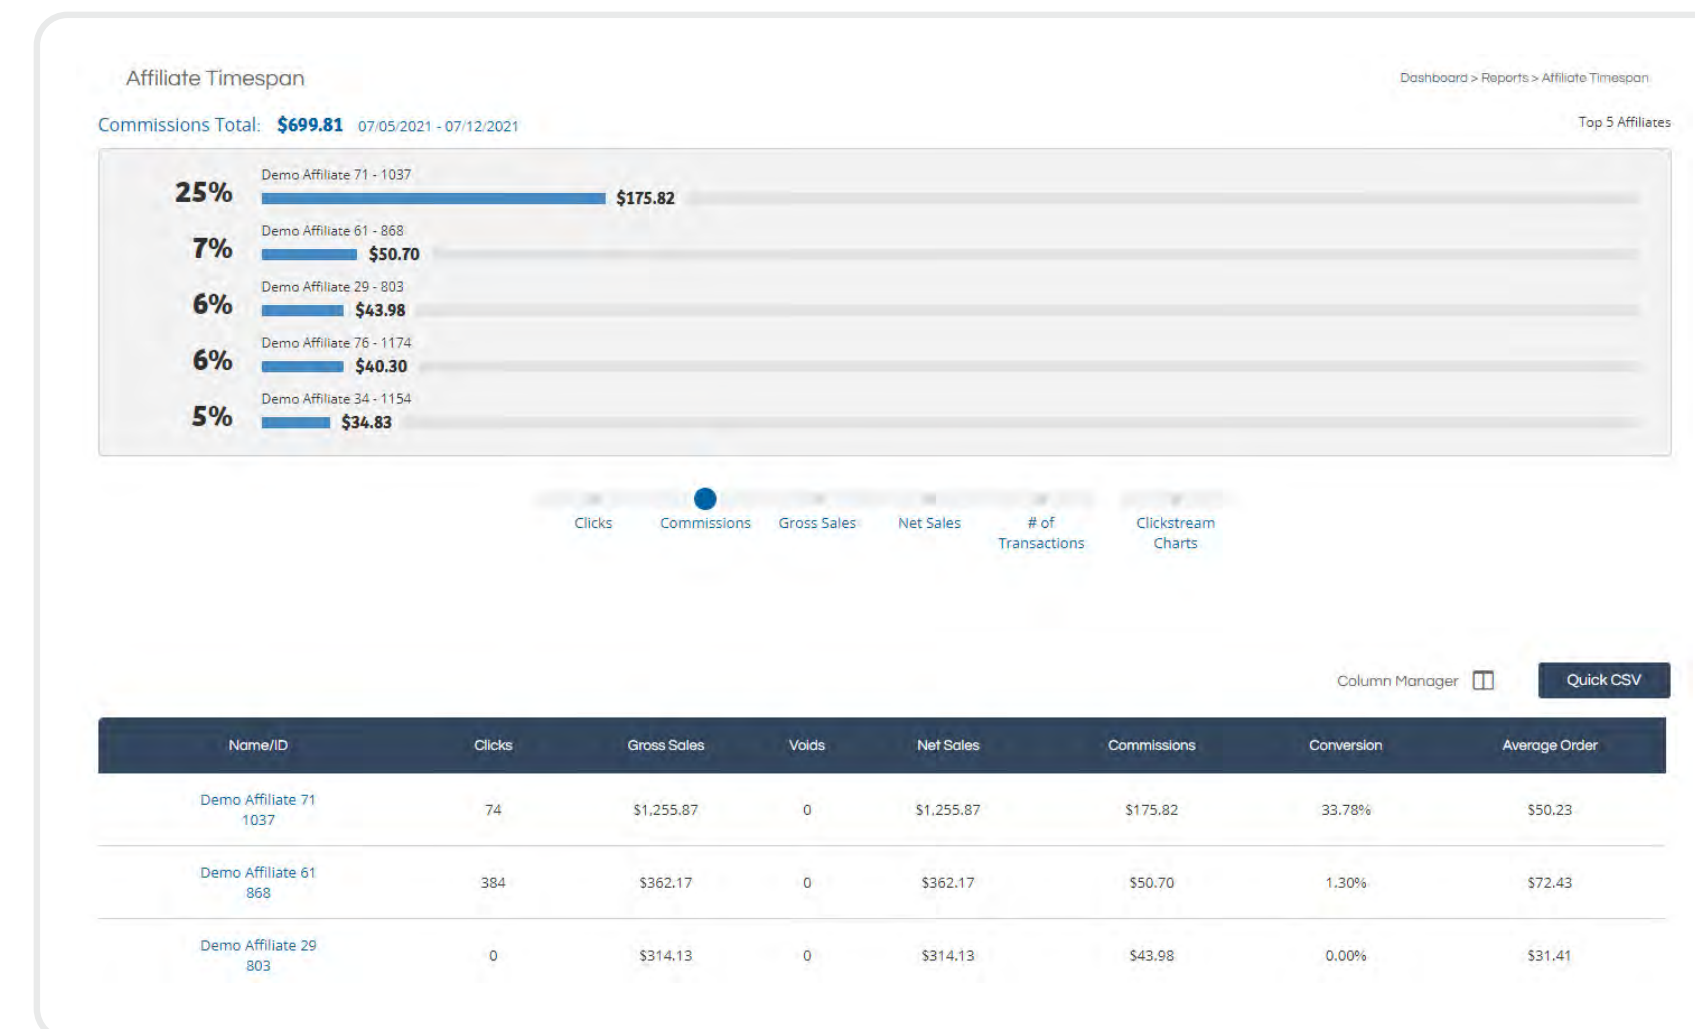 Affiliate Timespan
Dashboard > Reports > Affiliate Timespan
Commissions Total: $699.81 07/05/2021 - 07/12/2021
Top 5 Affiliates
Demo Affiliate 71 - 1037
25% $175.82
Demo Affiliate 61 - 868
7% $50.70
Demo Affiliate 29 - 803
6% $43.98
Demo Affiliate 76 - 1174
6% $40.30
Demo Affiliate 34 - 1154
5% $34.83
Clicks Commissions Gross Sales Net Sales # of Clickstream
Transactions Charts
Column Manager Quick CSV
Name/ID Clicks Gross Sales Voids Net Sales Commissions Conversion Average Order
Demo Affiliate 71
1037 74 $1,255.87 0 $1,255.87 $175.82 33.78% $50.23
Demo Affiliate 61
868 384 $362.17 0 $362.17 $50.70 1.30% $72.43
Demo Affiliate 29
803 0 $314.13 0 $314.13 $43.98 0.00% $31.41